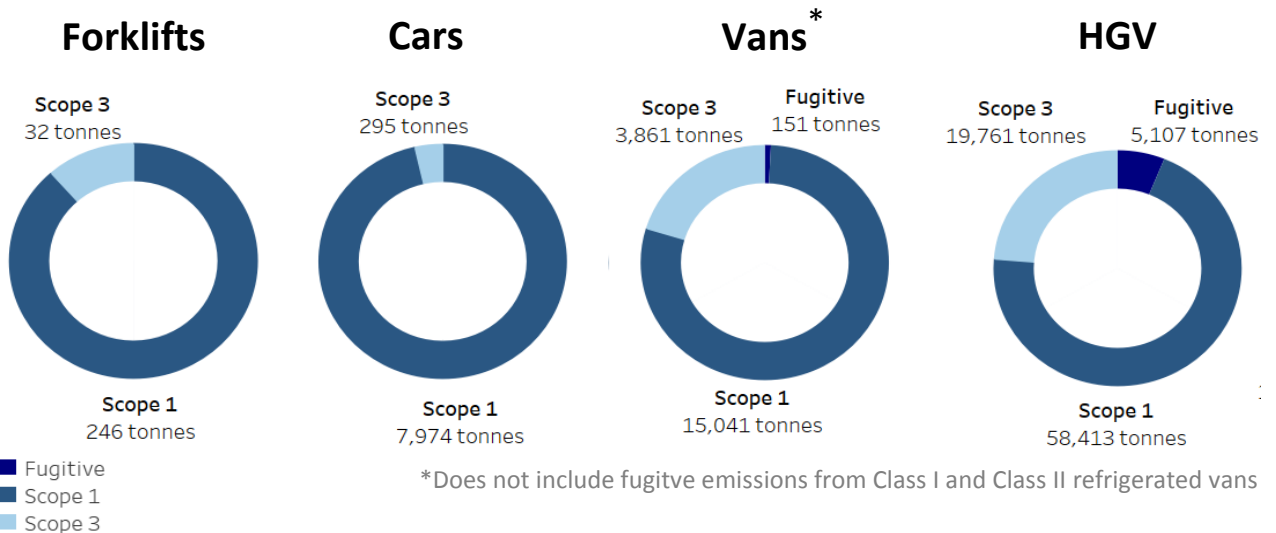 Forklifts
Scope 3
32 tonnes
Scope 1
246 tonnes
Cars
Scope 3
295 tonnes
Scope 1
7,974 tonnes
Vans*
Scope 3
3,861 tonnes
Fugitive
151 tonnes
Scope 1
15,041 tonnes
HGV
Scope 3
19,761 tonnes
Fugitive
5,107 tonnes
Scope 1
58,413 tonnes
Fugitive
Scope 1
Scope 3
*Does not include fugitve emissions from Class I and Class II refrigerated vans